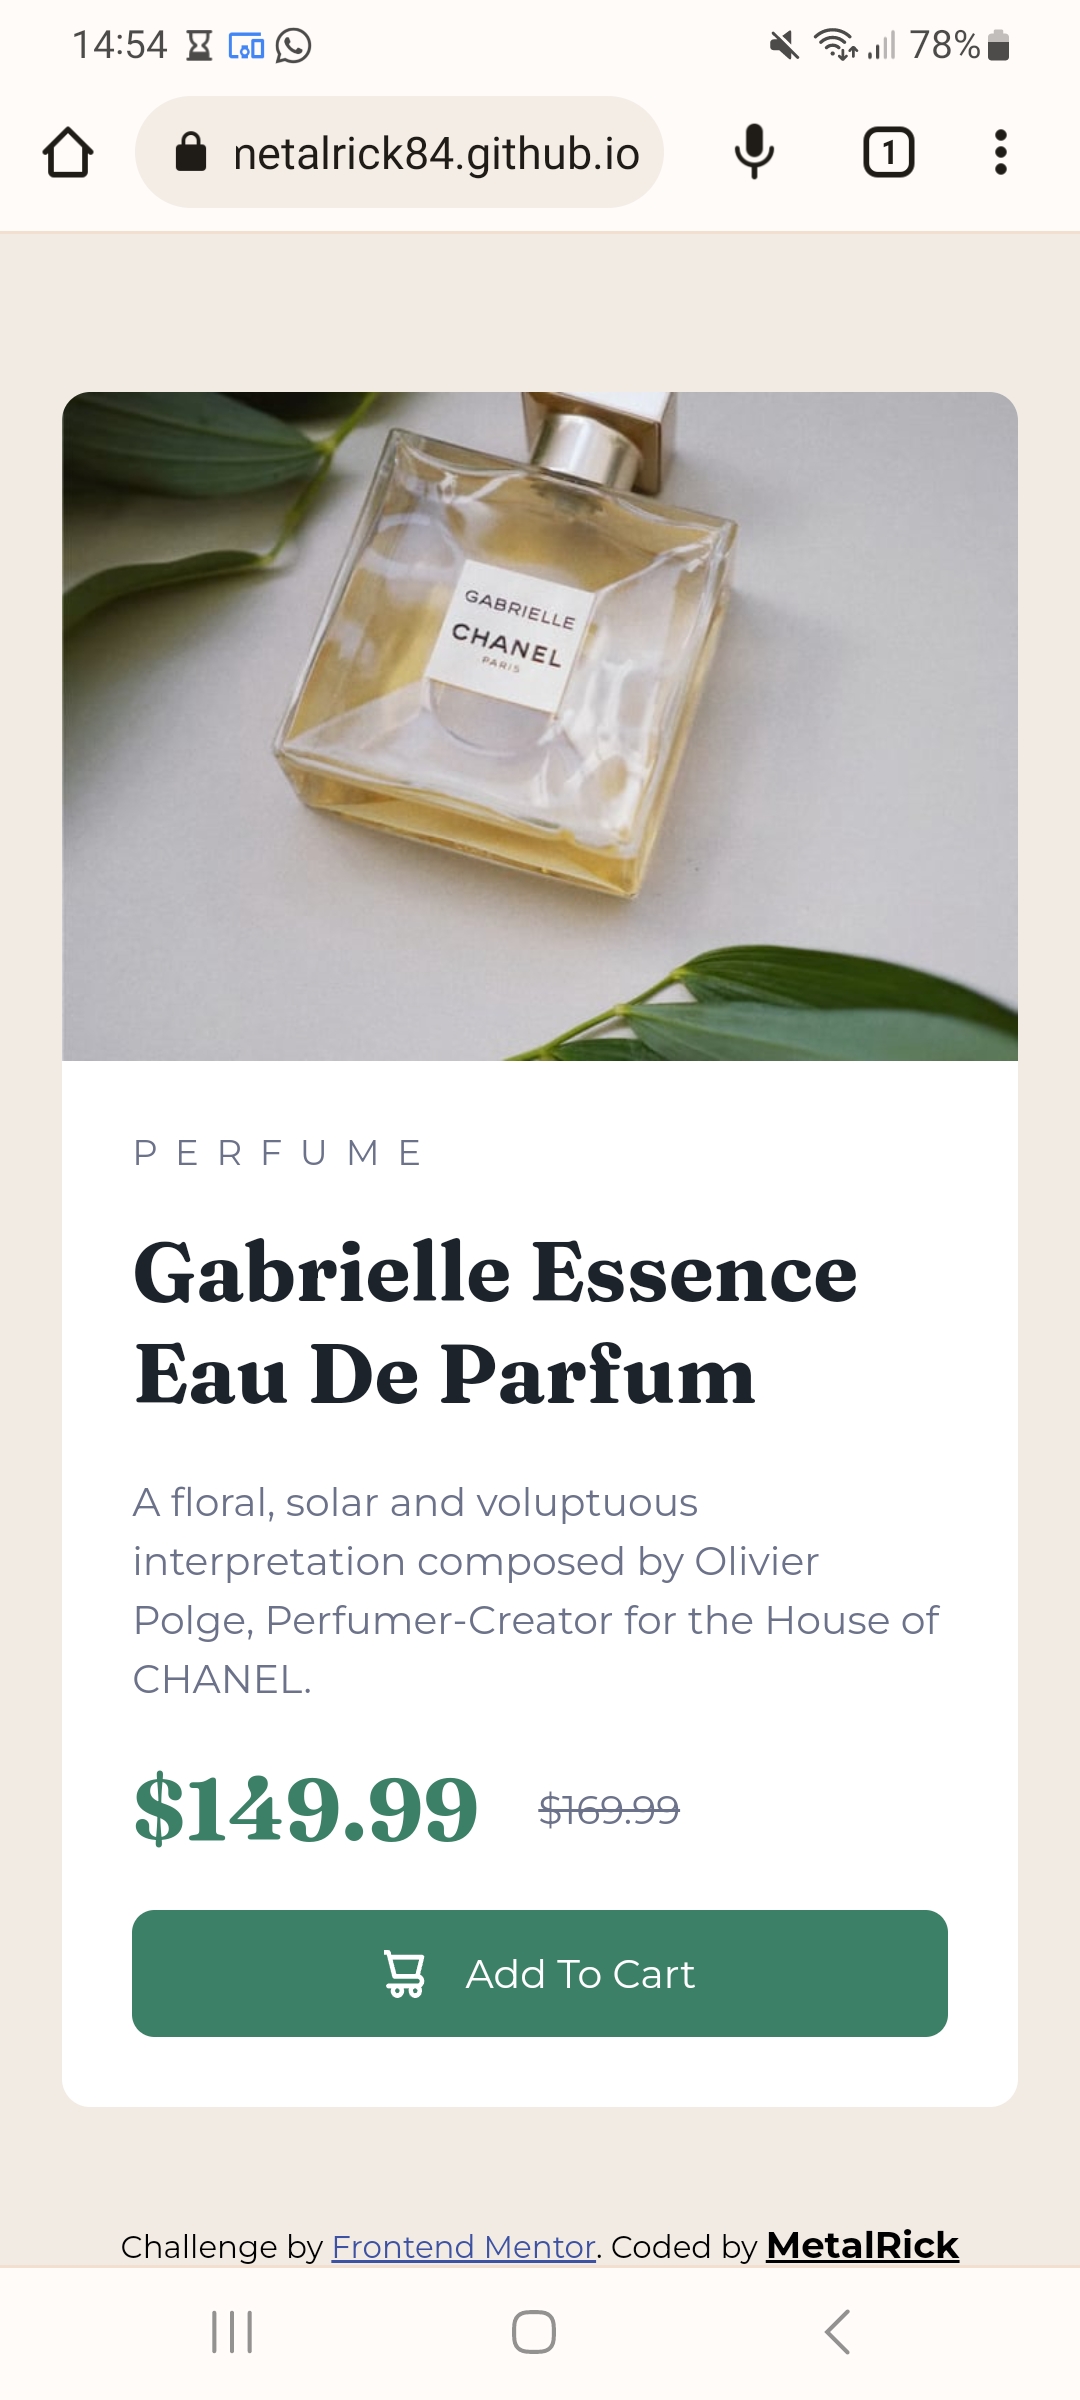 14:54
78%
netalrick84.github.io
1
GABRIELLE
CHANEL
PARIS
PERFUME
Gabrielle Essence
Eau De Parfum
A floral, solar and voluptuous
interpretation composed by Olivier
Polge, Perfumer-Creator for the House of
CHANEL.
$149.99 $169.99
Add To Cart
Challenge by Frontend Mentor. Coded by MetalRick